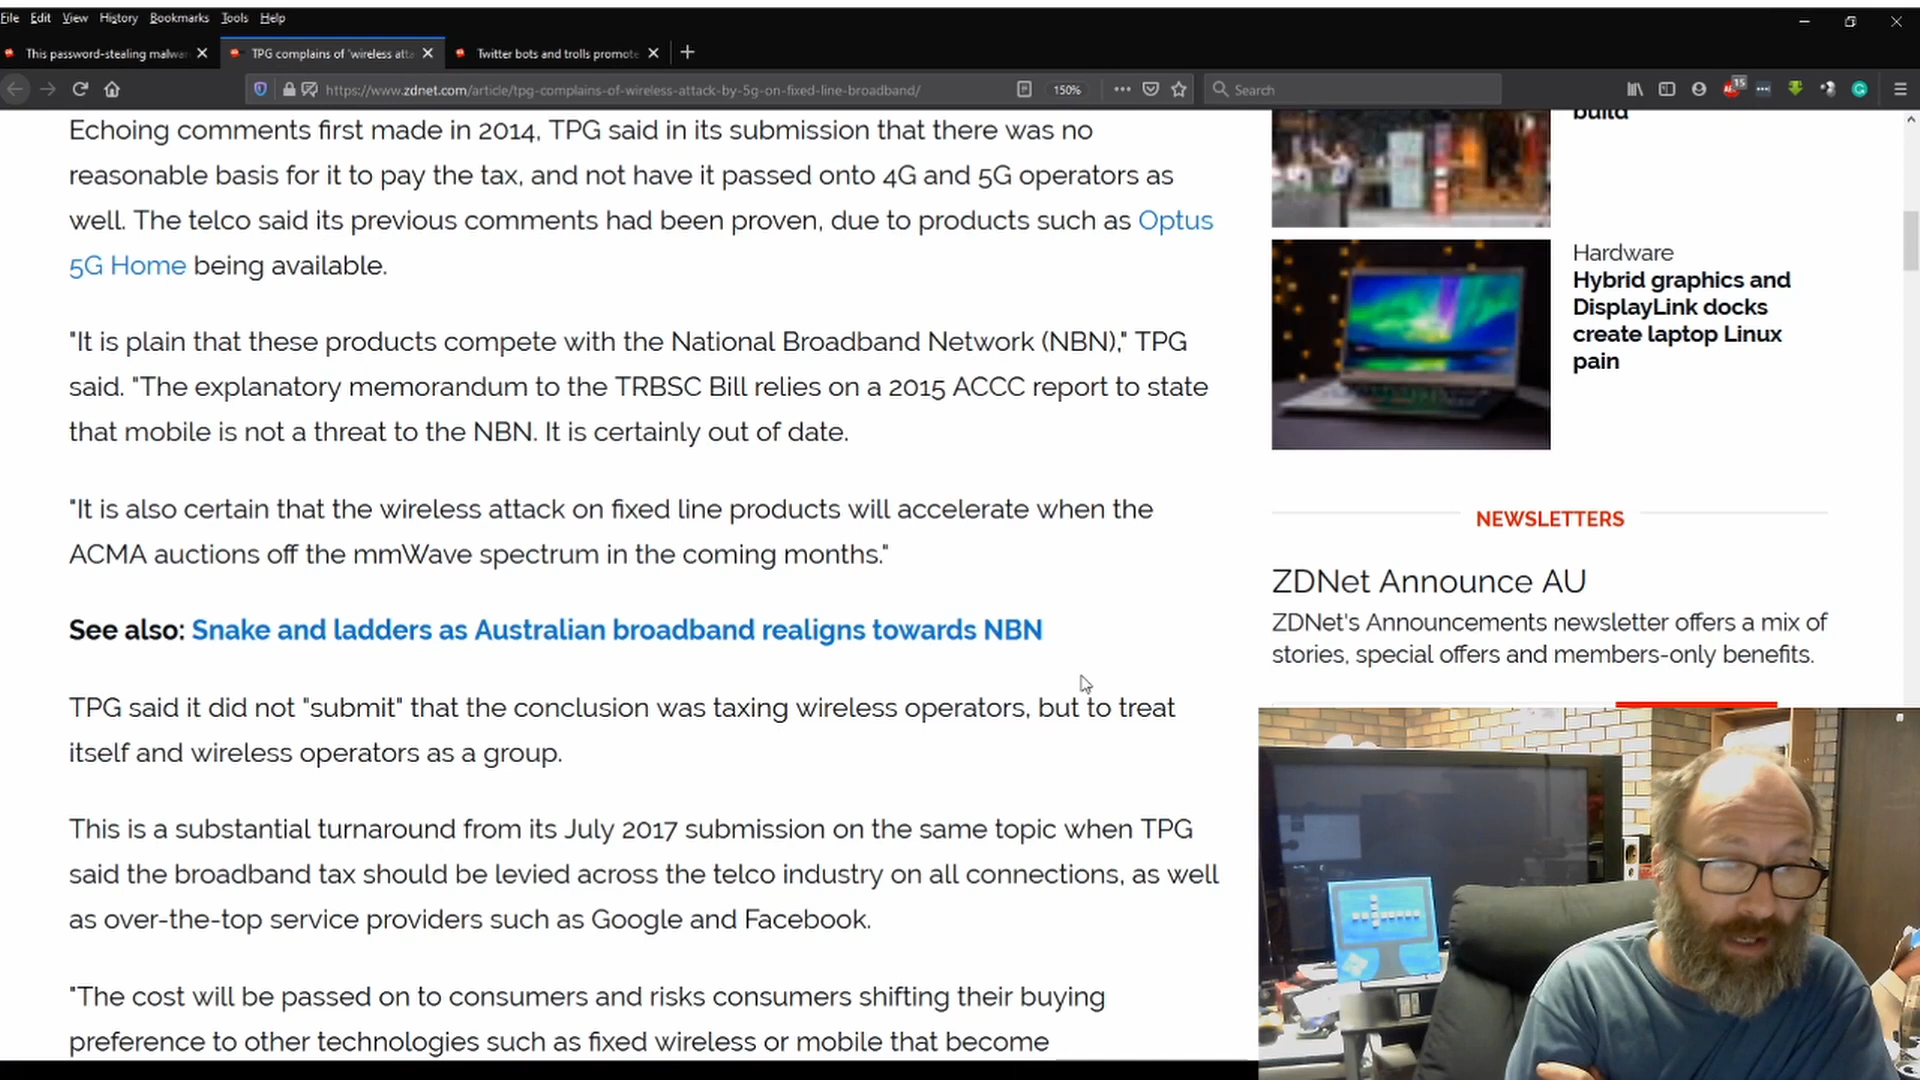 File Edit View History Bookmarks Tools Help
This password-stealing malwar
TPG complains of 'wireless atta
Twitter bots and trolls promote
https://www.zdnet.com/article/tpg-complains-of-wireless-attack-by-5g-on-fixed-line-broadband/
150%
Search
15
Echoing comments first made in 2014, TPG said in its submission that there was no
reasonable basis for it to pay the tax, and not have it passed onto 4G and 5G operators as
well. The telco said its previous comments had been proven, due to products such as Optus
5G Home being available.
"It is plain that these products compete with the National Broadband Network (NBN)," TPG
said. "The explanatory memorandum to the TRBSC Bill relies on a 2015 ACCC report to state
that mobile is not a threat to the NBN. It is certainly out of date.
"It is also certain that the wireless attack on fixed line products will accelerate when the
ACMA auctions off the mmWave spectrum in the coming months."
See also: Snake and ladders as Australian broadband realigns towards NBN
TPG said it did not "submit" that the conclusion was taxing wireless operators, but to treat
itself and wireless operators as a group.
This is a substantial turnaround from its July 2017 submission on the same topic when TPG
said the broadband tax should be levied across the telco industry on all connections, as well
as over-the-top service providers such as Google and Facebook.
"The cost will be passed on to consumers and risks consumers shifting their buying
preference to other technologies such as fixed wireless or mobile that become
build
Hardware
Hybrid graphics and
DisplayLink docks
create laptop Linux
pain
NEWSLETTERS
ZDNet Announce AU
ZDNet's Announcements newsletter offers a mix of
stories, special offers and members-only benefits.